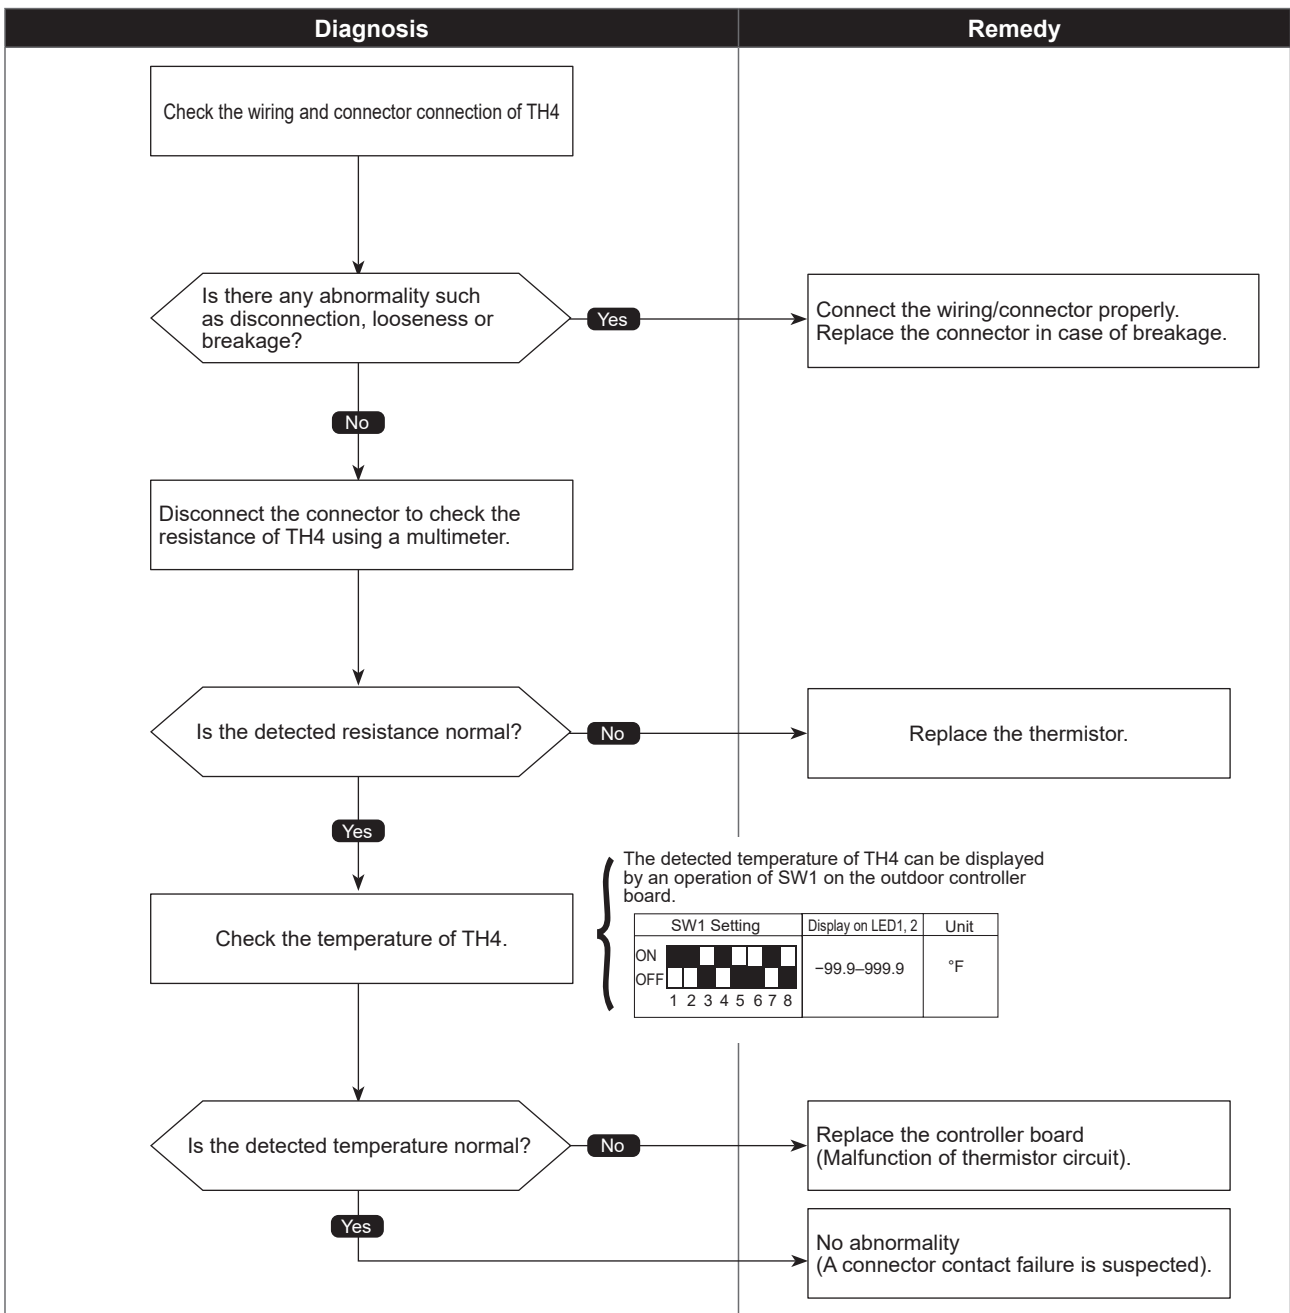 Diagnosis
Remedy
Check the wiring and connector connection of TH4
Is there any abnormality such
as disconnection, looseness or
breakage?
Yes
Connect the wiring/connector properly.
Replace the connector in case of breakage.
No
Disconnect the connector to check the
resistance of TH4 using a multimeter.
Is the detected resistance normal?
No
Replace the thermistor.
Yes
Check the temperature of TH4.
The detected temperature of TH4 can be displayed
by an operation of SW1 on the outdoor controller
board.
SW1 Setting
Display on LED1, 2
Unit
ON
OFF
1 2 3 4 5 6 7 8
−99.9–999.9
°F
Is the detected temperature normal?
No
Replace the controller board
(Malfunction of thermistor circuit).
Yes
No abnormality
(A connector contact failure is suspected).